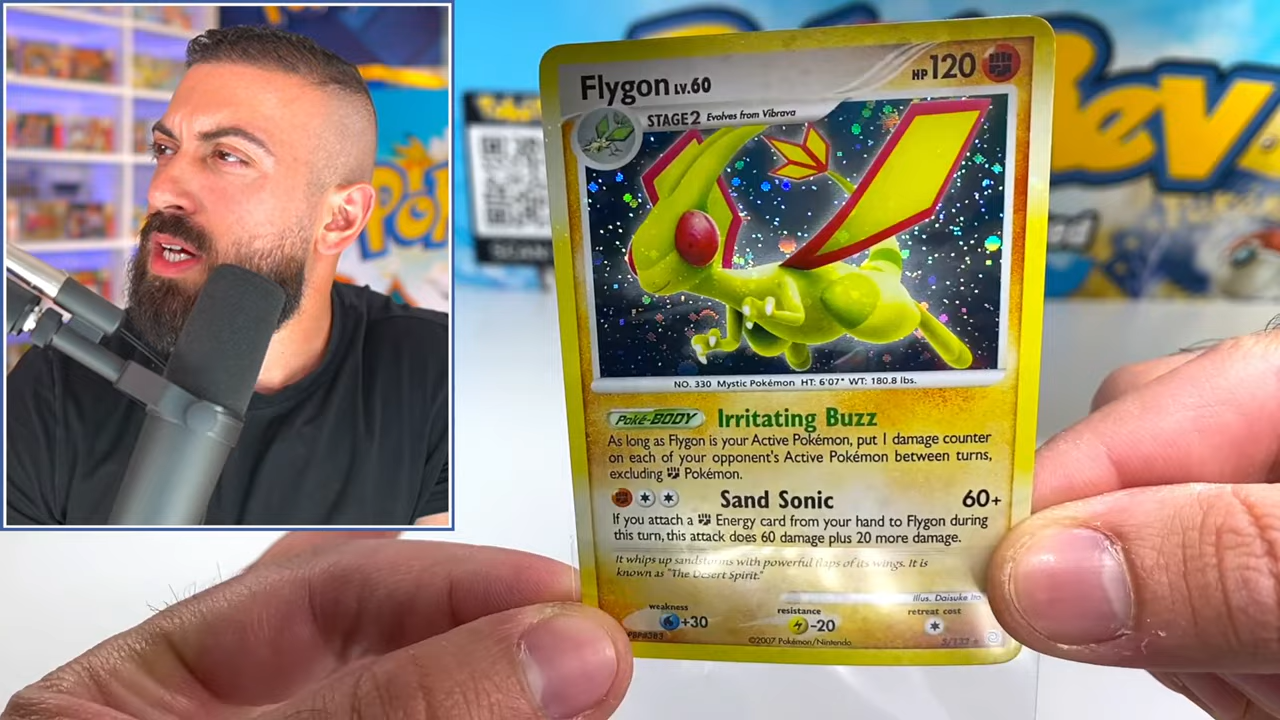 Flygon LV.60
HP 120
STAGE2 Evolves from Vibrava
NO. 330 Mystic Pokémon HT: 6'07" WT: 180.8 lbs.
Poké-BODY Irritating Buzz
As long as Flygon is your Active Pokémon, put 1 damage counter
on each of your opponent's Active Pokémon between turns,
excluding Pokémon.
Sand Sonic 60+
If you attach a Energy card from your hand to Flygon during
this turn, this attack does 60 damage plus 20 more damage.
It whips up sandstorms with powerful flaps of its wings. It is
known as "The Desert Spirit."
Illus. Daisuke Ito
weakness resistance retreat cost
+30 -20
©2007 Pokémon/Nintendo